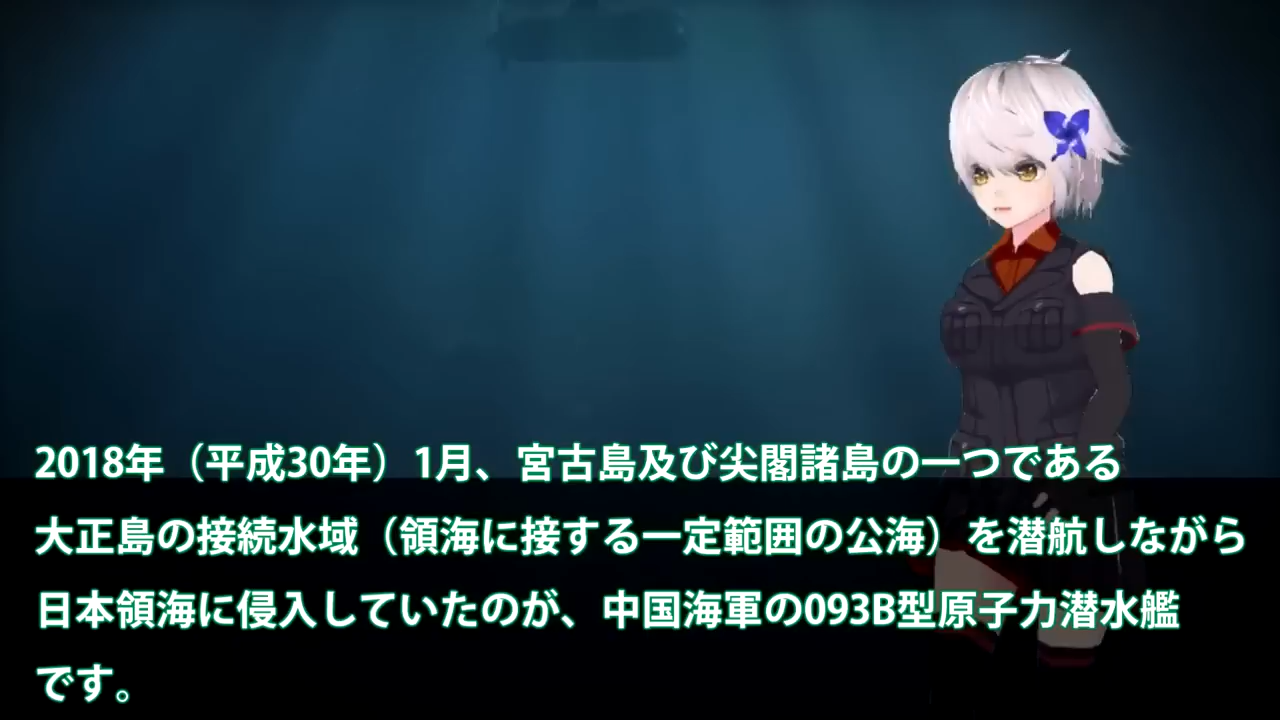 2018年（平成30年）1月、宮古島及び尖閣諸島の一つである
大正島の接続水域（領海に接する一定範囲の公海）を潜航しながら
日本領海に侵入していたのが、中国海軍の093B型原子力潜水艦
です。